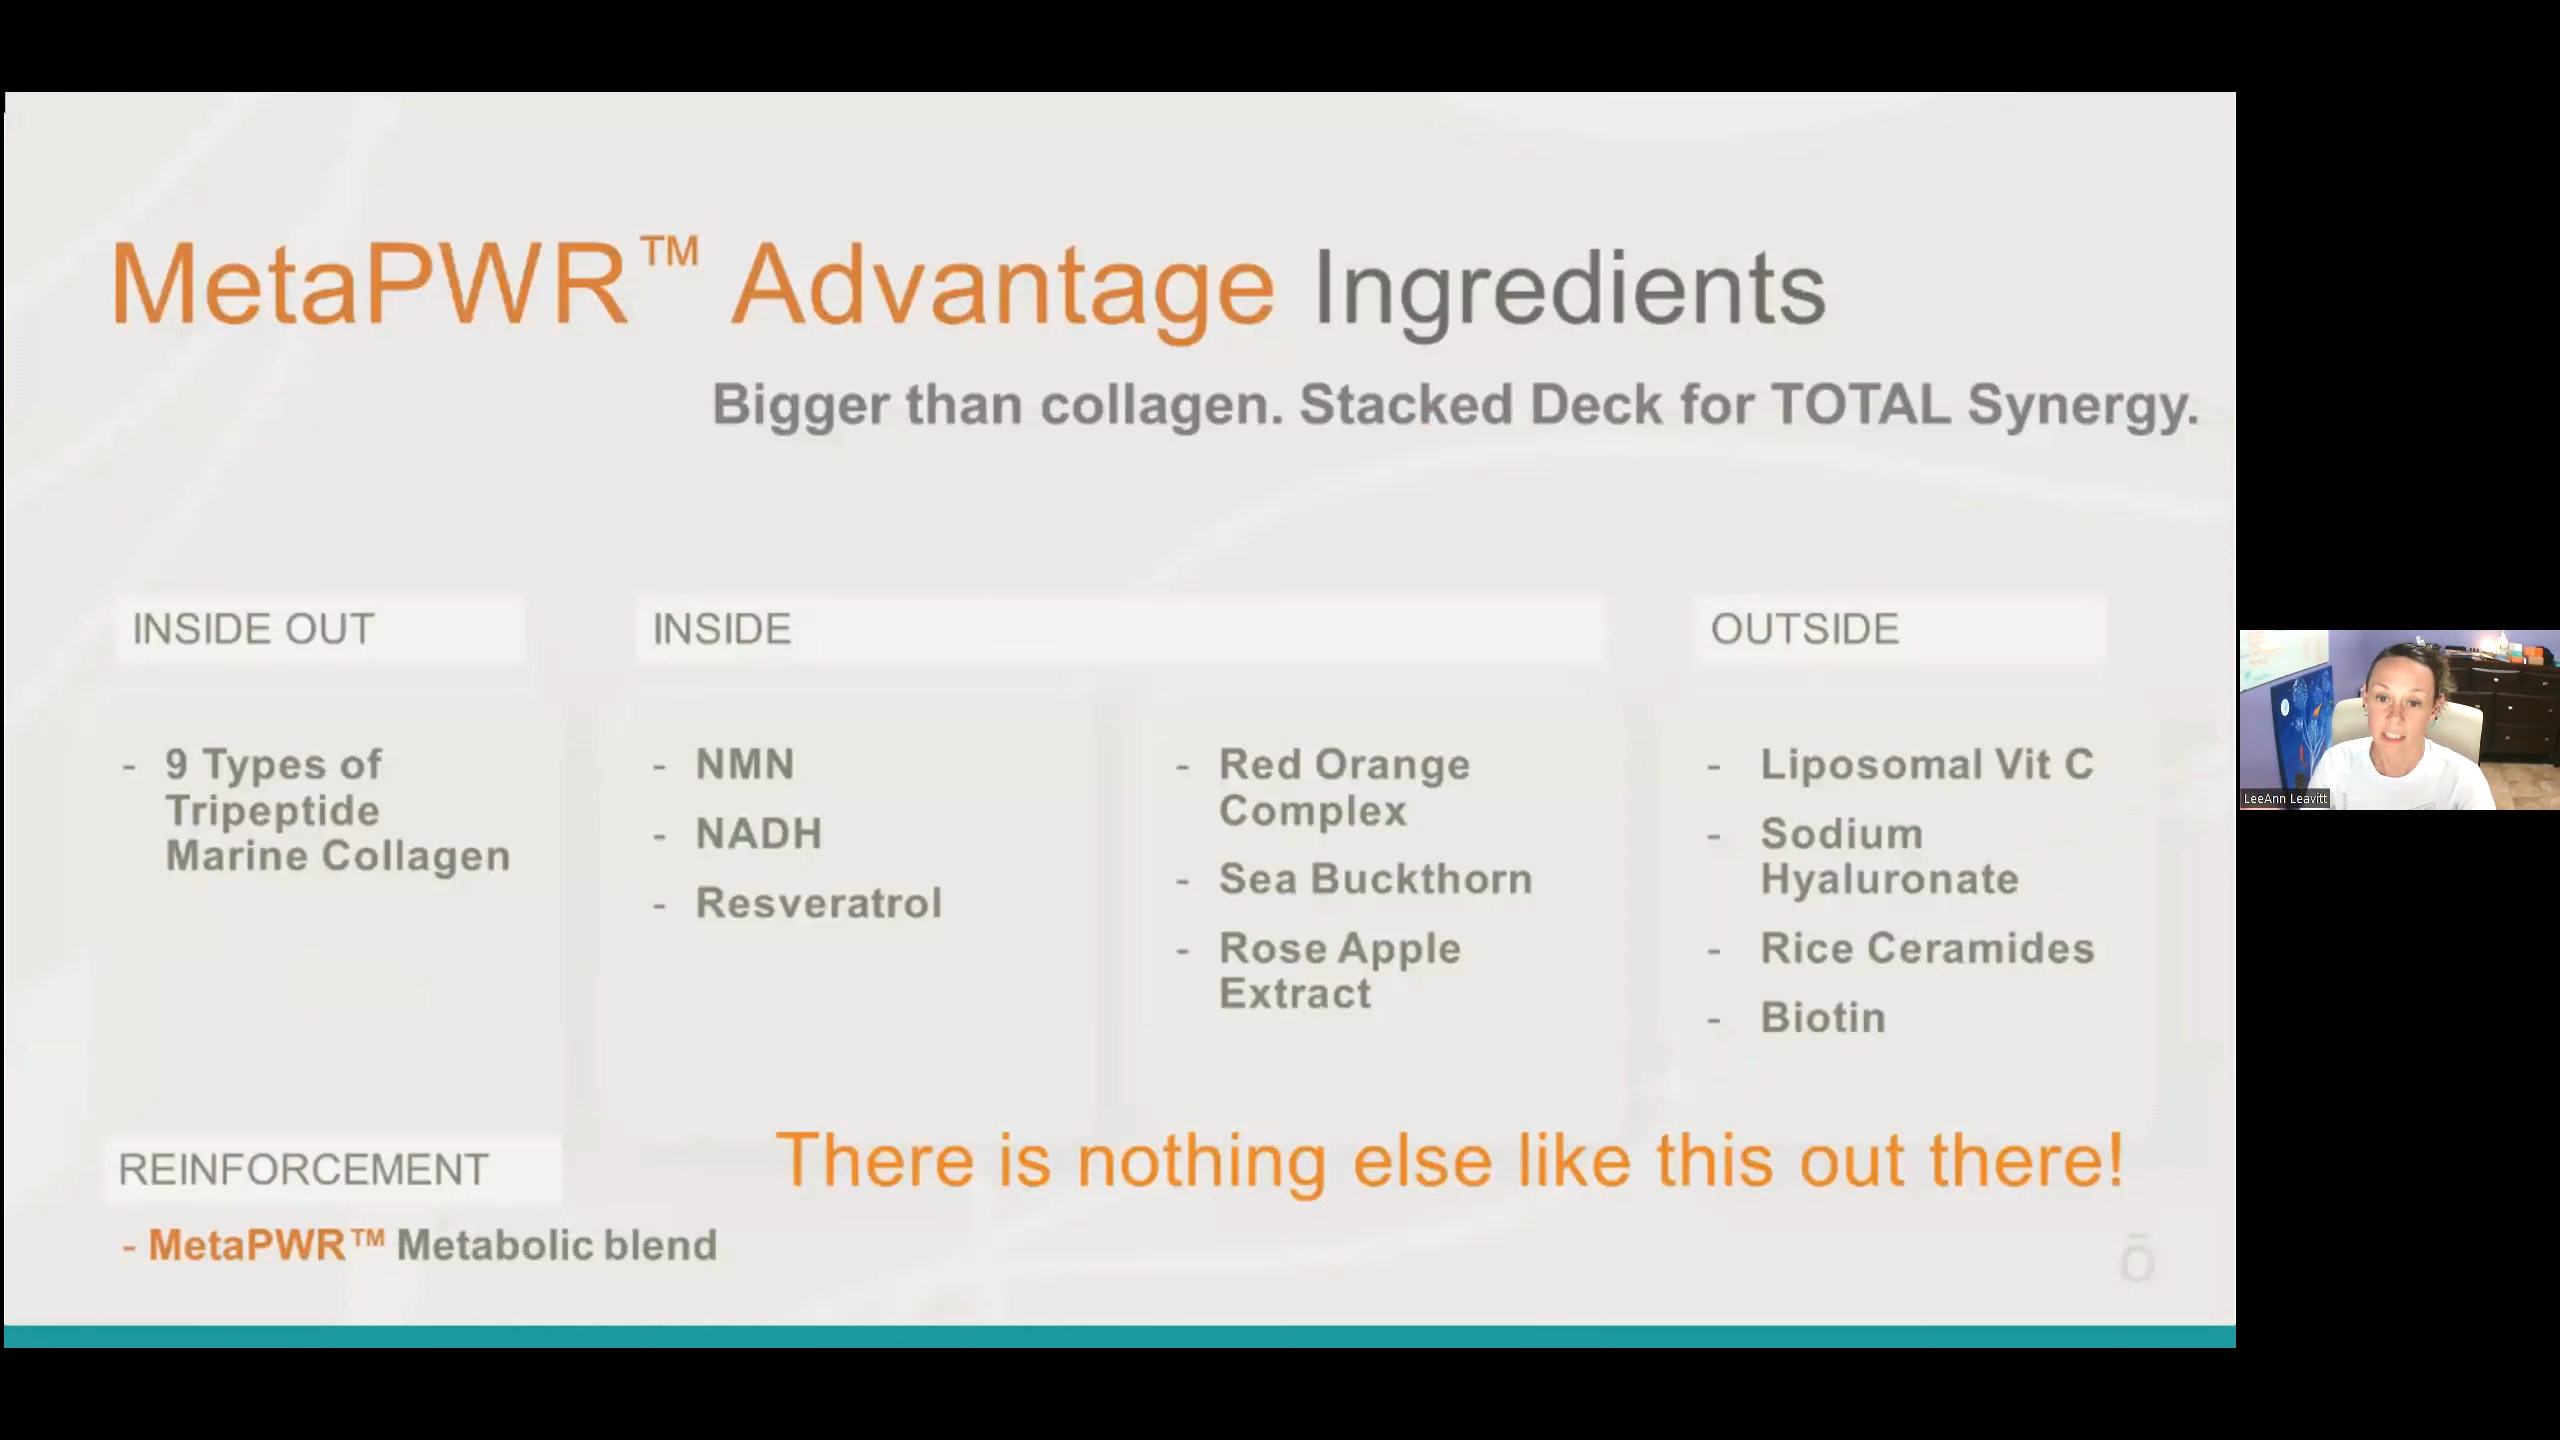 MetaPWR™ Advantage Ingredients
Bigger than collagen. Stacked Deck for TOTAL Synergy.
INSIDE OUT
- 9 Types of
Tripeptide
Marine Collagen
INSIDE
- NMN
- NADH
- Resveratrol
- Red Orange
Complex
- Sea Buckthorn
- Rose Apple
Extract
OUTSIDE
- Liposomal Vit C
- Sodium
Hyaluronate
- Rice Ceramides
- Biotin
REINFORCEMENT
- MetaPWR™ Metabolic blend
There is nothing else like this out there!
ō
LeeAnn Leavitt